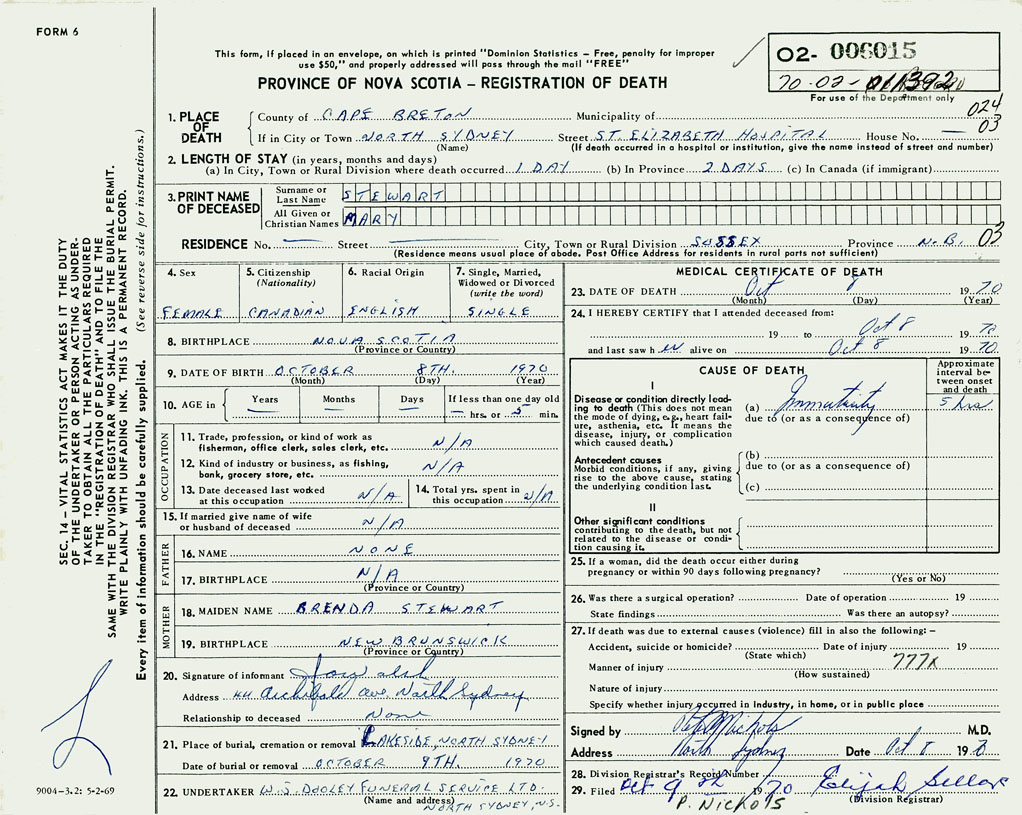 FORM 6
This form, if placed in an envelope, on which is printed "Dominion Statistics – Free, penalty for improper
use $50," and properly addressed will pass through the mail "FREE"
PROVINCE OF NOVA SCOTIA – REGISTRATION OF DEATH
02- 006015
70-02-
For use of the Department only
024
03
1. PLACE OF DEATH
County of CAPE BRETON Municipality of
If in City or Town NORTH SYDNEY Street ST. ELIZABETH HOSPITAL House No. —
(Name) (If death occurred in a hospital or institution, give the name instead of street and number)
2. LENGTH OF STAY (in years, months and days)
(a) In City, Town or Rural Division where death occurred 1 DAY (b) In Province 2 DAYS (c) In Canada (if immigrant)
3. PRINT NAME OF DECEASED
Surname or Last Name STEWART
All Given or Christian Names MARY
RESIDENCE No. — Street — City, Town or Rural Division SUSSEX Province N.B. 03
(Residence means usual place of abode. Post Office Address for residents in rural parts not sufficient)
4. Sex
FEMALE
5. Citizenship
(Nationality)
CANADIAN
6. Racial Origin
ENGLISH
7. Single, Married,
Widowed or Divorced
(write the word)
SINGLE
8. BIRTHPLACE NOVA SCOTIA
(Province or Country)
9. DATE OF BIRTH OCTOBER 8TH. 1970
(Month) (Day) (Year)
10. AGE in
Years Months Days If less than one day old
— — — — hrs. or 5 min.
OCCUPATION
11. Trade, profession, or kind of work as
fisherman, office clerk, sales clerk, etc. N/A
12. Kind of industry or business, as fishing,
bank, grocery store, etc. N/A
13. Date deceased last worked
at this occupation N/A
14. Total yrs. spent in
this occupation N/A
15. If married give name of wife
or husband of deceased N/A
FATHER
16. NAME NONE
17. BIRTHPLACE N/A
(Province or Country)
MOTHER
18. MAIDEN NAME BRENDA STEWART
19. BIRTHPLACE NEW BRUNSWICK
(Province or Country)
20. Signature of informant
Address 44 Archibald Ave. North Sydney
Relationship to deceased None
21. Place of burial, cremation or removal LAKESIDE, NORTH SYDNEY
Date of burial or removal OCTOBER 9TH. 1970
22. UNDERTAKER W.J. DOOLEY FUNERAL SERVICE LTD.
(Name and address) NORTH SYDNEY, N.S.
MEDICAL CERTIFICATE OF DEATH
23. DATE OF DEATH Oct 8 1970
(Month) (Day) (Year)
24. I HEREBY CERTIFY that I attended deceased from:
19 to Oct 8 1970
and last saw her alive on Oct 8 1970
CAUSE OF DEATH
Approximate interval between onset and death
I
Disease or condition directly leading to death (This does not
mean the mode of dying, e.g., heart failure, asthenia, etc. It means the
disease, injury, or complication
which caused death.)
(a) Immaturity 5 hrs
due to (or as a consequence of)
Antecedent causes
Morbid conditions, if any, giving
rise to the above cause, stating
the underlying condition last.
(b)
due to (or as a consequence of)
(c)
II
Other significant conditions
contributing to the death, but not
related to the disease or condition causing it.
25. If a woman, did the death occur either during
pregnancy or within 90 days following pregnancy?
(Yes or No)
26. Was there a surgical operation? Date of operation 19
State findings Was there an autopsy?
27. If death was due to external causes (violence) fill in also the following: –
Accident, suicide or homicide? Date of injury 19
(State which)
Manner of injury 777X
(How sustained)
Nature of injury
Specify whether injury occurred in industry, in home, or in public place
Signed by Nichols M.D.
Address North Sydney Date Oct 8 1970
28. Division Registrar's Record Number
29. Filed Oct 9th 1970 Elijah Sellars
P. NICHOLS (Division Registrar)
SEC. 14 – VITAL STATISTICS ACT MAKES IT THE DUTY
OF THE UNDERTAKER OR PERSON ACTING AS UNDERTAKER
TO OBTAIN ALL THE PARTICULARS REQUIRED
IN THE "REGISTRATION OF DEATH" AND TO FILE THE
SAME WITH THE DIVISION REGISTRAR WHO SHALL ISSUE THE BURIAL PERMIT.
WRITE PLAINLY WITH UNFADING INK. THIS IS A PERMANENT RECORD.
Every item of information should be carefully supplied. (See reverse side for instructions.)
9004-3.2: 5-2-69